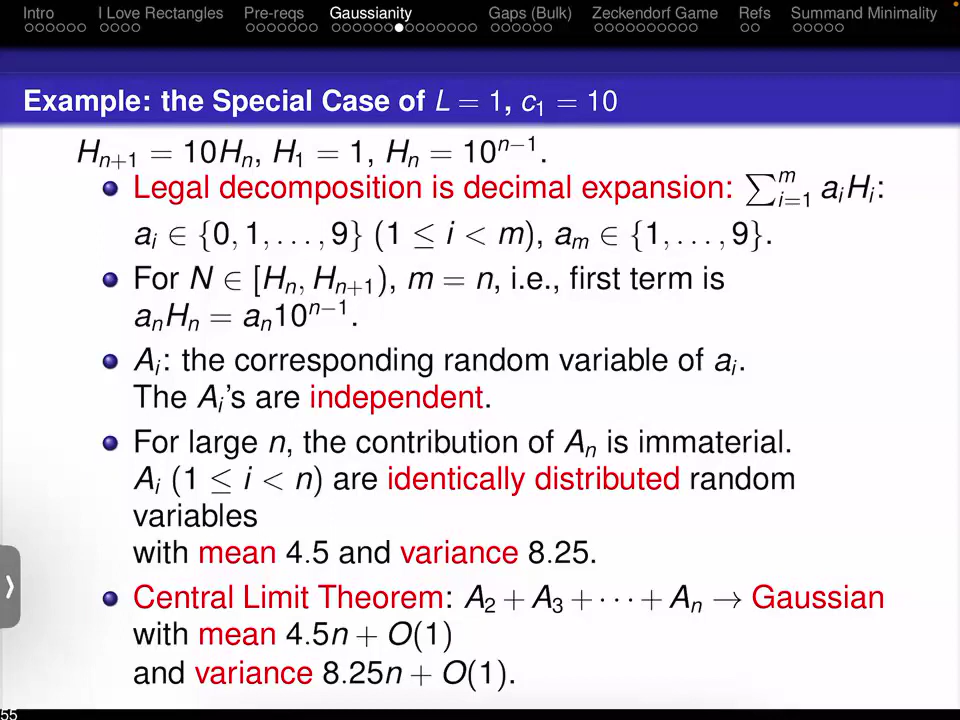 Intro I Love Rectangles Pre-reqs Gaussianity Gaps (Bulk) Zeckendorf Game Refs Summand Minimality
Example: the Special Case of L = 1, c₁ = 10
Hₙ₊₁ = 10Hₙ, H₁ = 1, Hₙ = 10ⁿ⁻¹.
Legal decomposition is decimal expansion: ∑ᵐᵢ₌₁ aᵢHᵢ:
aᵢ ∈ {0, 1, . . . , 9} (1 ≤ i < m), aₘ ∈ {1, . . . , 9}.
For N ∈ [Hₙ, Hₙ₊₁), m = n, i.e., first term is
aₙHₙ = aₙ10ⁿ⁻¹.
Aᵢ: the corresponding random variable of aᵢ.
The Aᵢ's are independent.
For large n, the contribution of Aₙ is immaterial.
Aᵢ (1 ≤ i < n) are identically distributed random
variables
with mean 4.5 and variance 8.25.
Central Limit Theorem: A₂ + A₃ + · · · + Aₙ → Gaussian
with mean 4.5n + O(1)
and variance 8.25n + O(1).
55